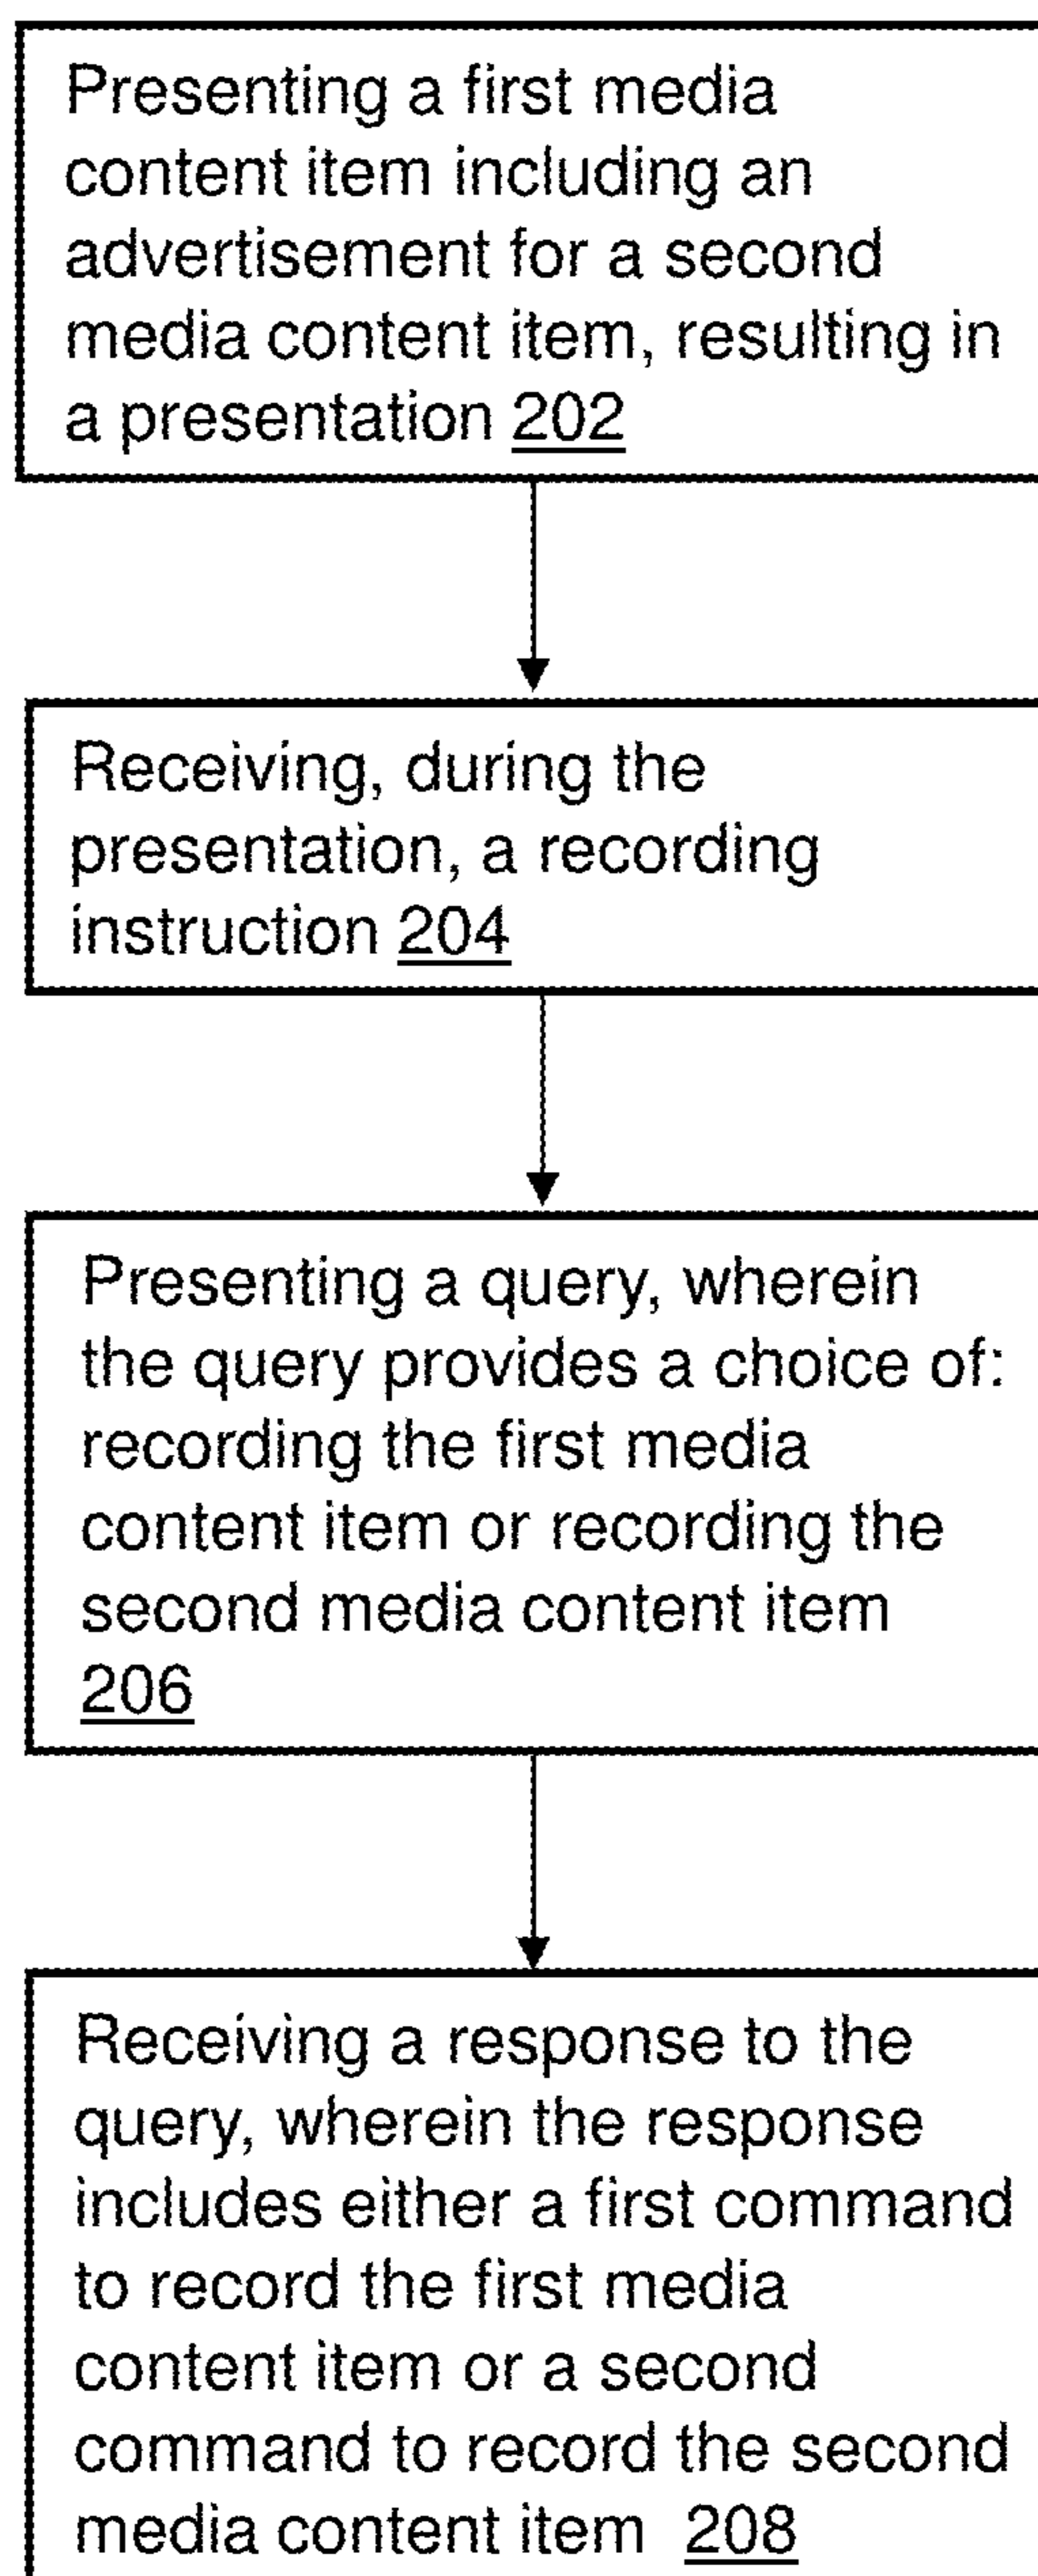 Presenting a first media
content item including an
advertisement for a second
media content item, resulting in
a presentation 202
Receiving, during the
presentation, a recording
instruction 204
Presenting a query, wherein
the query provides a choice of:
recording the first media
content item or recording the
second media content item
206
Receiving a response to the
query, wherein the response
includes either a first command
to record the first media
content item or a second
command to record the second
media content item 208